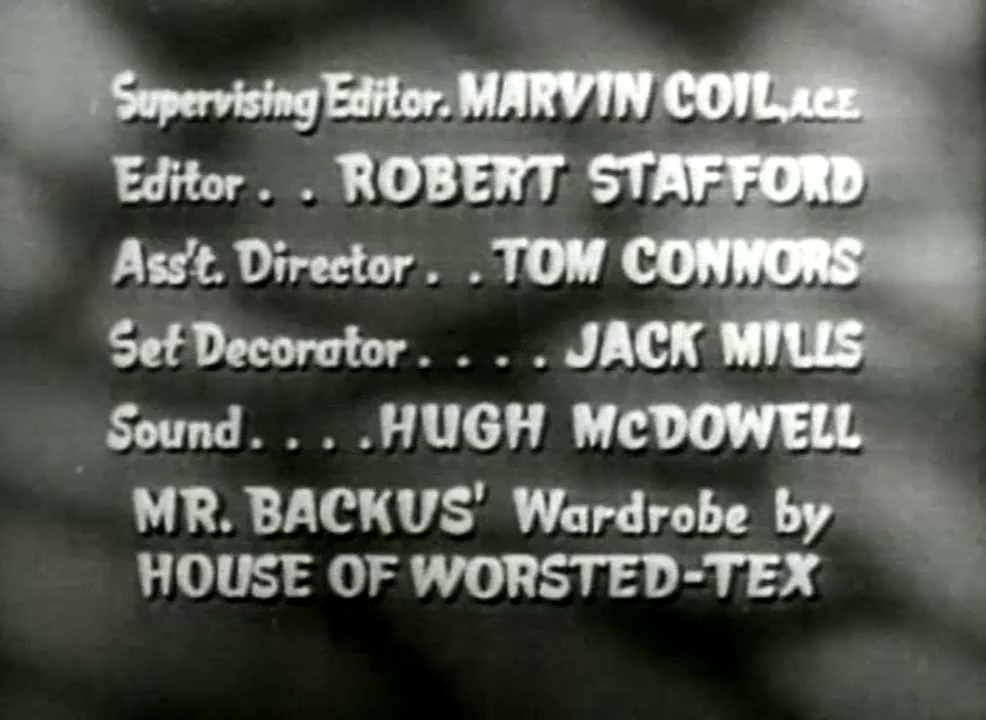 Supervising Editor. MARVIN COIL, A.C.E.
Editor . . ROBERT STAFFORD
Ass't. Director . . TOM CONNORS
Set Decorator . . . . JACK MILLS
Sound. . . . HUGH McDOWELL
MR. BACKUS' Wardrobe by
HOUSE OF WORSTED-TEX